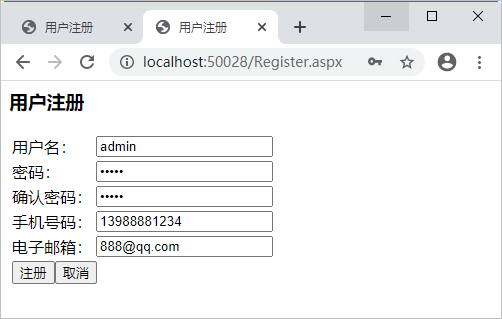 用户注册 用户注册
localhost:50028/Register.aspx
用户注册
用户名： admin
密码： •••••
确认密码： •••••
手机号码： 13988881234
电子邮箱： 888@qq.com
注册 取消